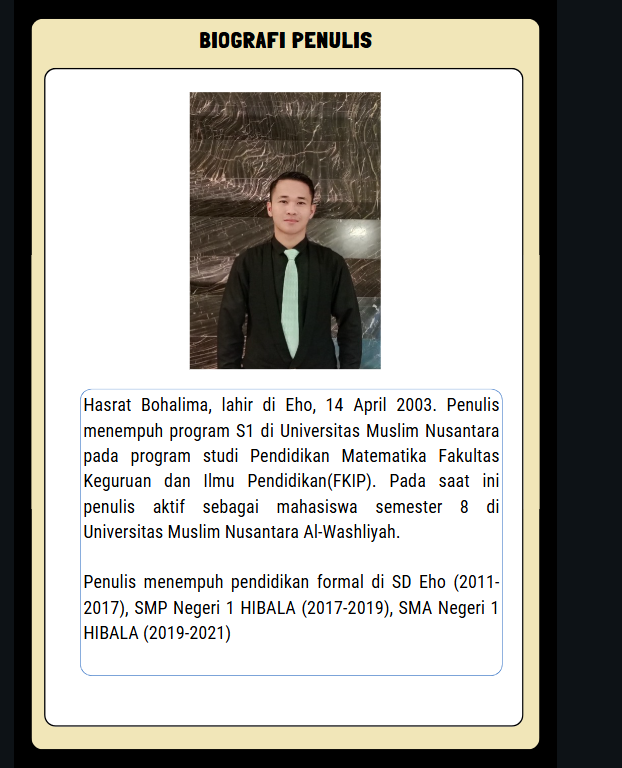 BIOGRAFI PENULIS
Hasrat Bohalima, lahir di Eho, 14 April 2003. Penulis
menempuh program S1 di Universitas Muslim Nusantara
pada program studi Pendidikan Matematika Fakultas
Keguruan dan Ilmu Pendidikan(FKIP). Pada saat ini
penulis aktif sebagai mahasiswa semester 8 di
Universitas Muslim Nusantara Al-Washliyah.
Penulis menempuh pendidikan formal di SD Eho (2011-
2017), SMP Negeri 1 HIBALA (2017-2019), SMA Negeri 1
HIBALA (2019-2021)